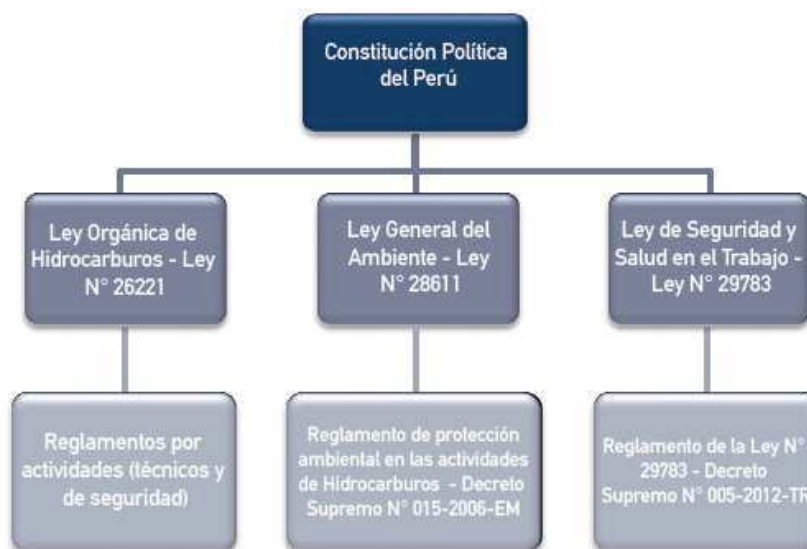 Constitución Política
del Perú
Ley Orgánica de
Hidrocarburos - Ley
N° 26221
Ley General del
Ambiente - Ley
N° 28611
Ley de Seguridad y
Salud en el Trabajo -
Ley N° 29783
Reglamentos por
actividades (técnicos y
de seguridad)
Reglamento de protección
ambiental en las actividades
de Hidrocarburos - Decreto
Supremo N° 015-2006-EM
Reglamento de la Ley N°
29783 - Decreto
Supremo N° 005-2012-TR